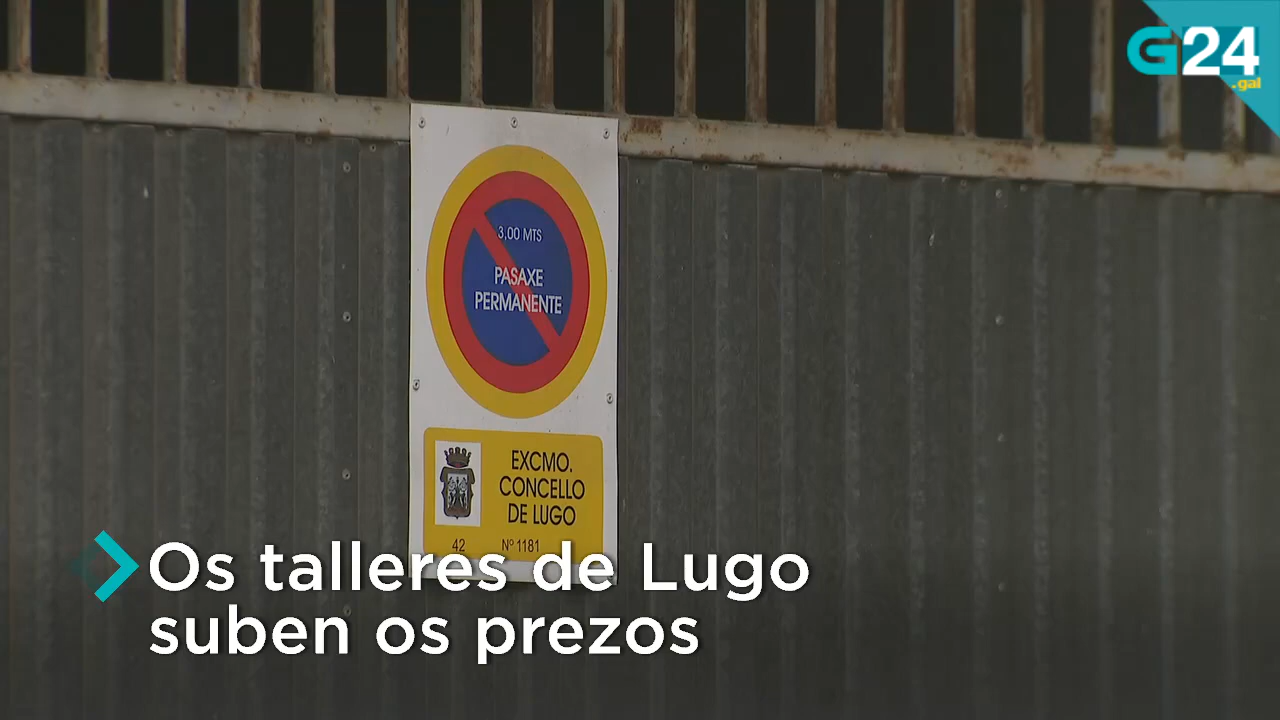 G24
.gal
3,00 MTS
PASAXE
PERMANENTE
EXCMO.
CONCELLO
DE LUGO
42 Nº 1181
Os talleres de Lugo
suben os prezos